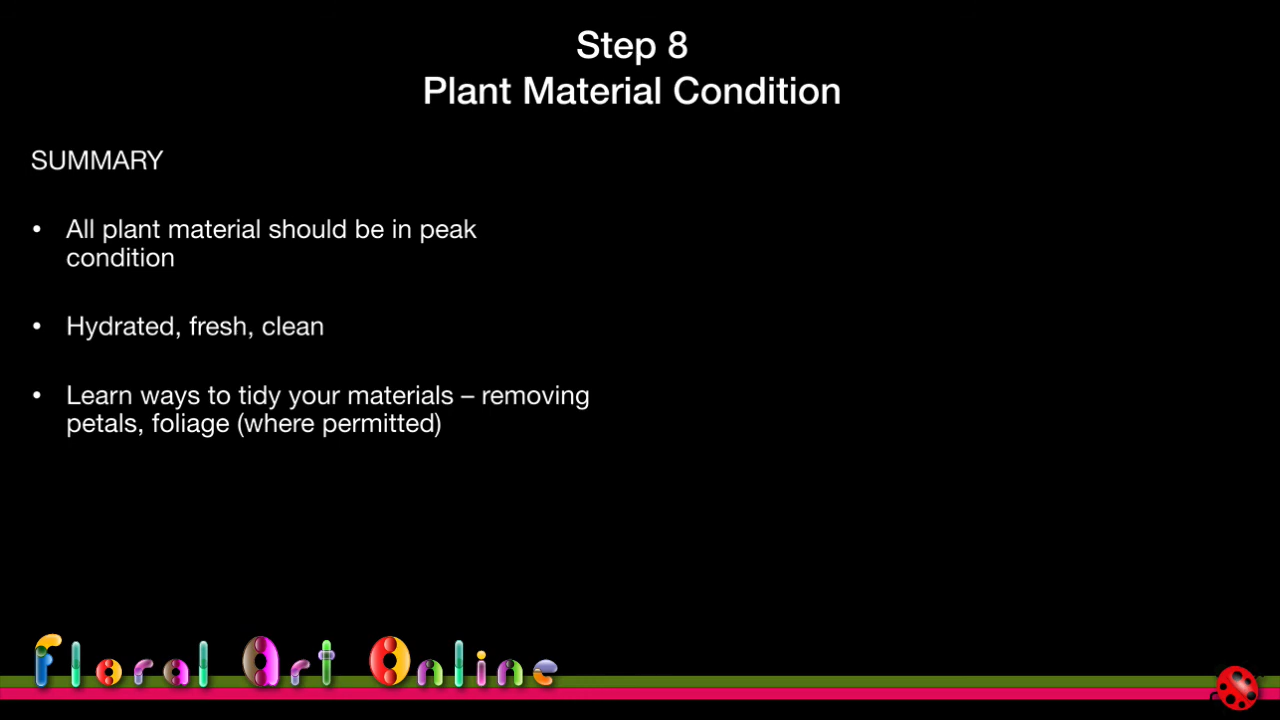 Step 8
Plant Material Condition
SUMMARY
• All plant material should be in peak
condition
• Hydrated, fresh, clean
• Learn ways to tidy your materials – removing
petals, foliage (where permitted)
Floral Art Online